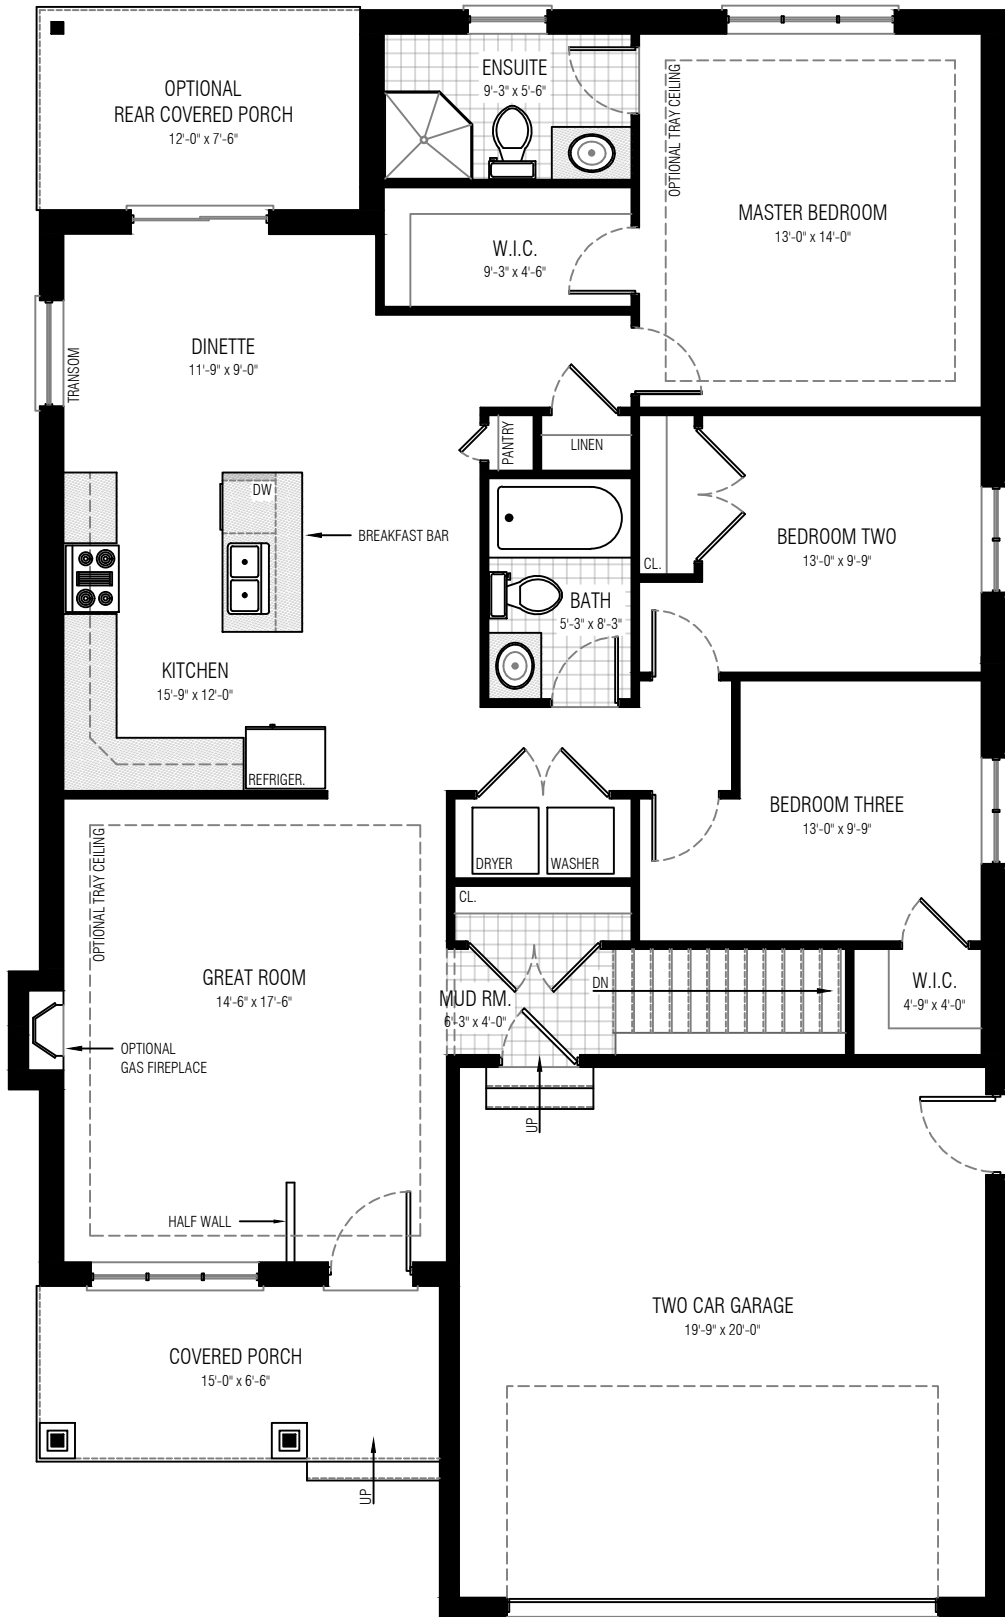 OPTIONAL
REAR COVERED PORCH
12'-0" x 7'-6"
ENSUITE
9'-3" x 5'-6"
OPTIONAL TRAY CEILING
MASTER BEDROOM
13'-0" x 14'-0"
W.I.C.
9'-3" x 4'-6"
DINETTE
11'-9" x 9'-0"
TRANSOM
PANTRY
LINEN
DW
BREAKFAST BAR
CL.
BEDROOM TWO
13'-0" x 9'-9"
BATH
5'-3" x 8'-3"
KITCHEN
15'-9" x 12'-0"
REFRIGER.
DRYER
WASHER
BEDROOM THREE
13'-0" x 9'-9"
OPTIONAL TRAY CEILING
CL.
GREAT ROOM
14'-6" x 17'-6"
MUD RM.
6'-3" x 4'-0"
DN
W.I.C.
4'-9" x 4'-0"
OPTIONAL
GAS FIREPLACE
UP
HALF WALL
TWO CAR GARAGE
19'-9" x 20'-0"
COVERED PORCH
15'-0" x 6'-6"
UP